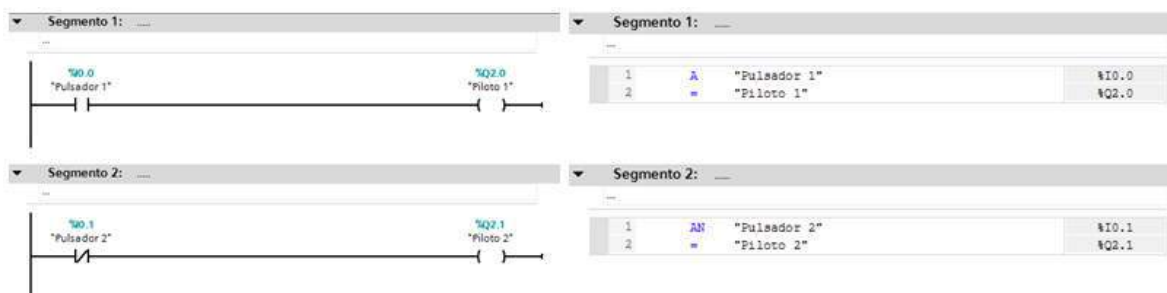 Segmento 1: ....
...
%I0.0
"Pulsador 1"
%Q2.0
"Piloto 1"
Segmento 2: ....
...
%I0.1
"Pulsador 2"
%Q2.1
"Piloto 2"
Segmento 1: ....
...
1 A "Pulsador 1" %I0.0
2 = "Piloto 1" %Q2.0
Segmento 2: ....
...
1 AN "Pulsador 2" %I0.1
2 = "Piloto 2" %Q2.1